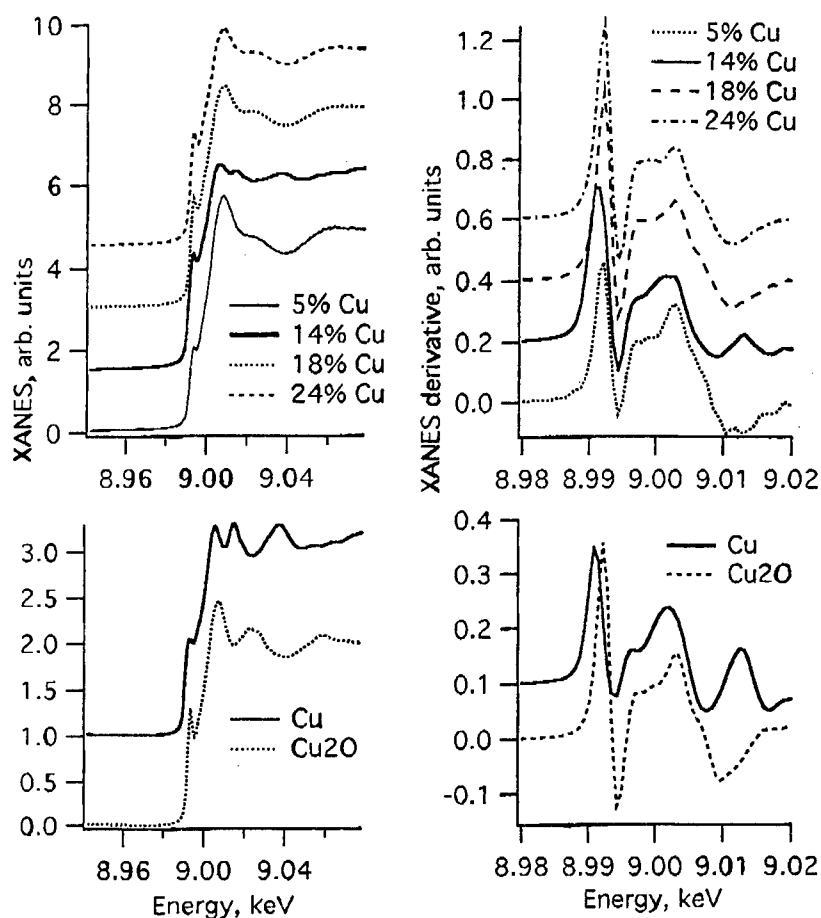 XANES, arb. units
10
8
6
4
2
0
5% Cu
14% Cu
18% Cu
24% Cu
8.96
9.00
9.04
XANES derivative, arb. units
1.2
0.8
0.6
0.4
0.2
0.0
5% Cu
14% Cu
18% Cu
24% Cu
8.98
8.99
9.00
9.01
9.02
3.0
2.5
2.0
1.5
1.0
0.5
0.0
Cu
Cu2O
8.96
9.00
9.04
Energy, keV
0.4
0.3
0.2
0.1
0.0
-0.1
Cu
Cu2O
8.98
8.99
9.00
9.01
9.02
Energy, keV